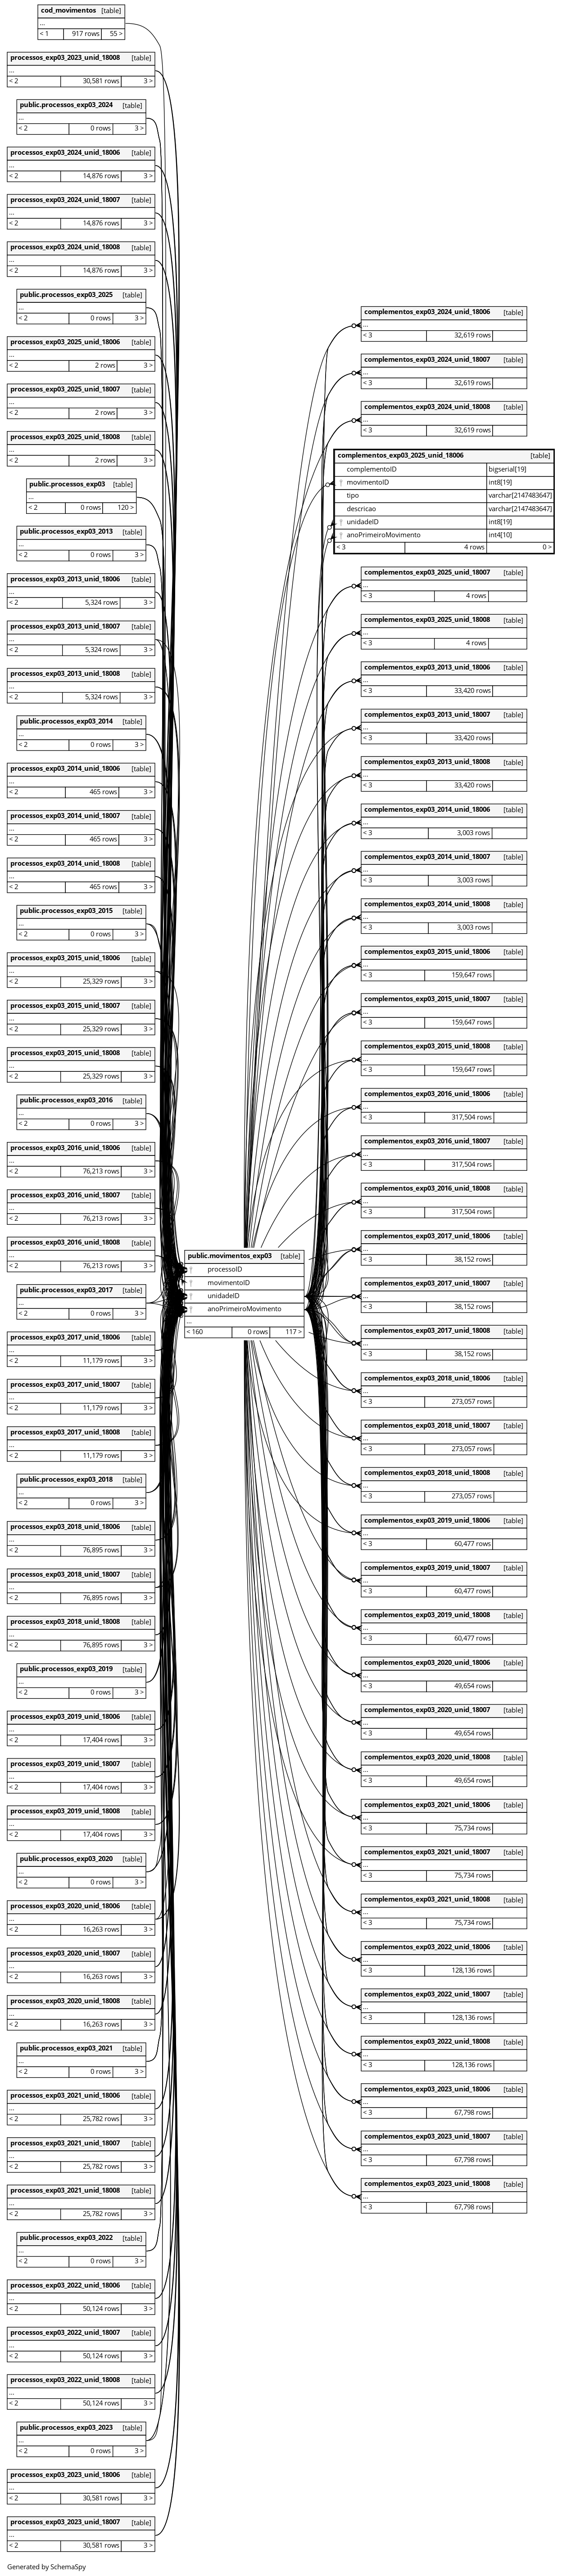 cod_movimentos [table]
...
< 1 917 rows 55 >
processos_exp03_2023_unid_18008 [table]
...
< 2 30,581 rows 3 >
public.processos_exp03_2024 [table]
...
< 2 0 rows 3 >
processos_exp03_2024_unid_18006 [table]
...
< 2 14,876 rows 3 >
processos_exp03_2024_unid_18007 [table]
...
< 2 14,876 rows 3 >
processos_exp03_2024_unid_18008 [table]
...
< 2 14,876 rows 3 >
public.processos_exp03_2025 [table]
...
< 2 0 rows 3 >
processos_exp03_2025_unid_18006 [table]
...
< 2 2 rows 3 >
processos_exp03_2025_unid_18007 [table]
...
< 2 2 rows 3 >
processos_exp03_2025_unid_18008 [table]
...
< 2 2 rows 3 >
public.processos_exp03 [table]
...
< 2 0 rows 120 >
public.processos_exp03_2013 [table]
...
< 2 0 rows 3 >
processos_exp03_2013_unid_18006 [table]
...
< 2 5,324 rows 3 >
processos_exp03_2013_unid_18007 [table]
...
< 2 5,324 rows 3 >
processos_exp03_2013_unid_18008 [table]
...
< 2 5,324 rows 3 >
public.processos_exp03_2014 [table]
...
< 2 0 rows 3 >
processos_exp03_2014_unid_18006 [table]
...
< 2 465 rows 3 >
processos_exp03_2014_unid_18007 [table]
...
< 2 465 rows 3 >
processos_exp03_2014_unid_18008 [table]
...
< 2 465 rows 3 >
public.processos_exp03_2015 [table]
...
< 2 0 rows 3 >
processos_exp03_2015_unid_18006 [table]
...
< 2 25,329 rows 3 >
processos_exp03_2015_unid_18007 [table]
...
< 2 25,329 rows 3 >
processos_exp03_2015_unid_18008 [table]
...
< 2 25,329 rows 3 >
public.processos_exp03_2016 [table]
...
< 2 0 rows 3 >
processos_exp03_2016_unid_18006 [table]
...
< 2 76,213 rows 3 >
processos_exp03_2016_unid_18007 [table]
...
< 2 76,213 rows 3 >
processos_exp03_2016_unid_18008 [table]
...
< 2 76,213 rows 3 >
public.processos_exp03_2017 [table]
...
< 2 0 rows 3 >
processos_exp03_2017_unid_18006 [table]
...
< 2 11,179 rows 3 >
processos_exp03_2017_unid_18007 [table]
...
< 2 11,179 rows 3 >
processos_exp03_2017_unid_18008 [table]
...
< 2 11,179 rows 3 >
public.processos_exp03_2018 [table]
...
< 2 0 rows 3 >
processos_exp03_2018_unid_18006 [table]
...
< 2 76,895 rows 3 >
processos_exp03_2018_unid_18007 [table]
...
< 2 76,895 rows 3 >
processos_exp03_2018_unid_18008 [table]
...
< 2 76,895 rows 3 >
public.processos_exp03_2019 [table]
...
< 2 0 rows 3 >
processos_exp03_2019_unid_18006 [table]
...
< 2 17,404 rows 3 >
processos_exp03_2019_unid_18007 [table]
...
< 2 17,404 rows 3 >
processos_exp03_2019_unid_18008 [table]
...
< 2 17,404 rows 3 >
public.processos_exp03_2020 [table]
...
< 2 0 rows 3 >
processos_exp03_2020_unid_18006 [table]
...
< 2 16,263 rows 3 >
processos_exp03_2020_unid_18007 [table]
...
< 2 16,263 rows 3 >
processos_exp03_2020_unid_18008 [table]
...
< 2 16,263 rows 3 >
public.processos_exp03_2021 [table]
...
< 2 0 rows 3 >
processos_exp03_2021_unid_18006 [table]
...
< 2 25,782 rows 3 >
processos_exp03_2021_unid_18007 [table]
...
< 2 25,782 rows 3 >
processos_exp03_2021_unid_18008 [table]
...
< 2 25,782 rows 3 >
public.processos_exp03_2022 [table]
...
< 2 0 rows 3 >
processos_exp03_2022_unid_18006 [table]
...
< 2 50,124 rows 3 >
processos_exp03_2022_unid_18007 [table]
...
< 2 50,124 rows 3 >
processos_exp03_2022_unid_18008 [table]
...
< 2 50,124 rows 3 >
public.processos_exp03_2023 [table]
...
< 2 0 rows 3 >
processos_exp03_2023_unid_18006 [table]
...
< 2 30,581 rows 3 >
processos_exp03_2023_unid_18007 [table]
...
< 2 30,581 rows 3 >
public.movimentos_exp03 [table]
processoID
movimentoID
unidadeID
anoPrimeiroMovimento
...
< 160 0 rows 117 >
complementos_exp03_2024_unid_18006 [table]
...
< 3 32,619 rows
complementos_exp03_2024_unid_18007 [table]
...
< 3 32,619 rows
complementos_exp03_2024_unid_18008 [table]
...
< 3 32,619 rows
complementos_exp03_2025_unid_18006 [table]
complementoID bigserial[19]
movimentoID int8[19]
tipo varchar[2147483647]
descricao varchar[2147483647]
unidadeID int8[19]
anoPrimeiroMovimento int4[10]
< 3 4 rows 0 >
complementos_exp03_2025_unid_18007 [table]
...
< 3 4 rows
complementos_exp03_2025_unid_18008 [table]
...
< 3 4 rows
complementos_exp03_2013_unid_18006 [table]
...
< 3 33,420 rows
complementos_exp03_2013_unid_18007 [table]
...
< 3 33,420 rows
complementos_exp03_2013_unid_18008 [table]
...
< 3 33,420 rows
complementos_exp03_2014_unid_18006 [table]
...
< 3 3,003 rows
complementos_exp03_2014_unid_18007 [table]
...
< 3 3,003 rows
complementos_exp03_2014_unid_18008 [table]
...
< 3 3,003 rows
complementos_exp03_2015_unid_18006 [table]
...
< 3 159,647 rows
complementos_exp03_2015_unid_18007 [table]
...
< 3 159,647 rows
complementos_exp03_2015_unid_18008 [table]
...
< 3 159,647 rows
complementos_exp03_2016_unid_18006 [table]
...
< 3 317,504 rows
complementos_exp03_2016_unid_18007 [table]
...
< 3 317,504 rows
complementos_exp03_2016_unid_18008 [table]
...
< 3 317,504 rows
complementos_exp03_2017_unid_18006 [table]
...
< 3 38,152 rows
complementos_exp03_2017_unid_18007 [table]
...
< 3 38,152 rows
complementos_exp03_2017_unid_18008 [table]
...
< 3 38,152 rows
complementos_exp03_2018_unid_18006 [table]
...
< 3 273,057 rows
complementos_exp03_2018_unid_18007 [table]
...
< 3 273,057 rows
complementos_exp03_2018_unid_18008 [table]
...
< 3 273,057 rows
complementos_exp03_2019_unid_18006 [table]
...
< 3 60,477 rows
complementos_exp03_2019_unid_18007 [table]
...
< 3 60,477 rows
complementos_exp03_2019_unid_18008 [table]
...
< 3 60,477 rows
complementos_exp03_2020_unid_18006 [table]
...
< 3 49,654 rows
complementos_exp03_2020_unid_18007 [table]
...
< 3 49,654 rows
complementos_exp03_2020_unid_18008 [table]
...
< 3 49,654 rows
complementos_exp03_2021_unid_18006 [table]
...
< 3 75,734 rows
complementos_exp03_2021_unid_18007 [table]
...
< 3 75,734 rows
complementos_exp03_2021_unid_18008 [table]
...
< 3 75,734 rows
complementos_exp03_2022_unid_18006 [table]
...
< 3 128,136 rows
complementos_exp03_2022_unid_18007 [table]
...
< 3 128,136 rows
complementos_exp03_2022_unid_18008 [table]
...
< 3 128,136 rows
complementos_exp03_2023_unid_18006 [table]
...
< 3 67,798 rows
complementos_exp03_2023_unid_18007 [table]
...
< 3 67,798 rows
complementos_exp03_2023_unid_18008 [table]
...
< 3 67,798 rows
Generated by SchemaSpy